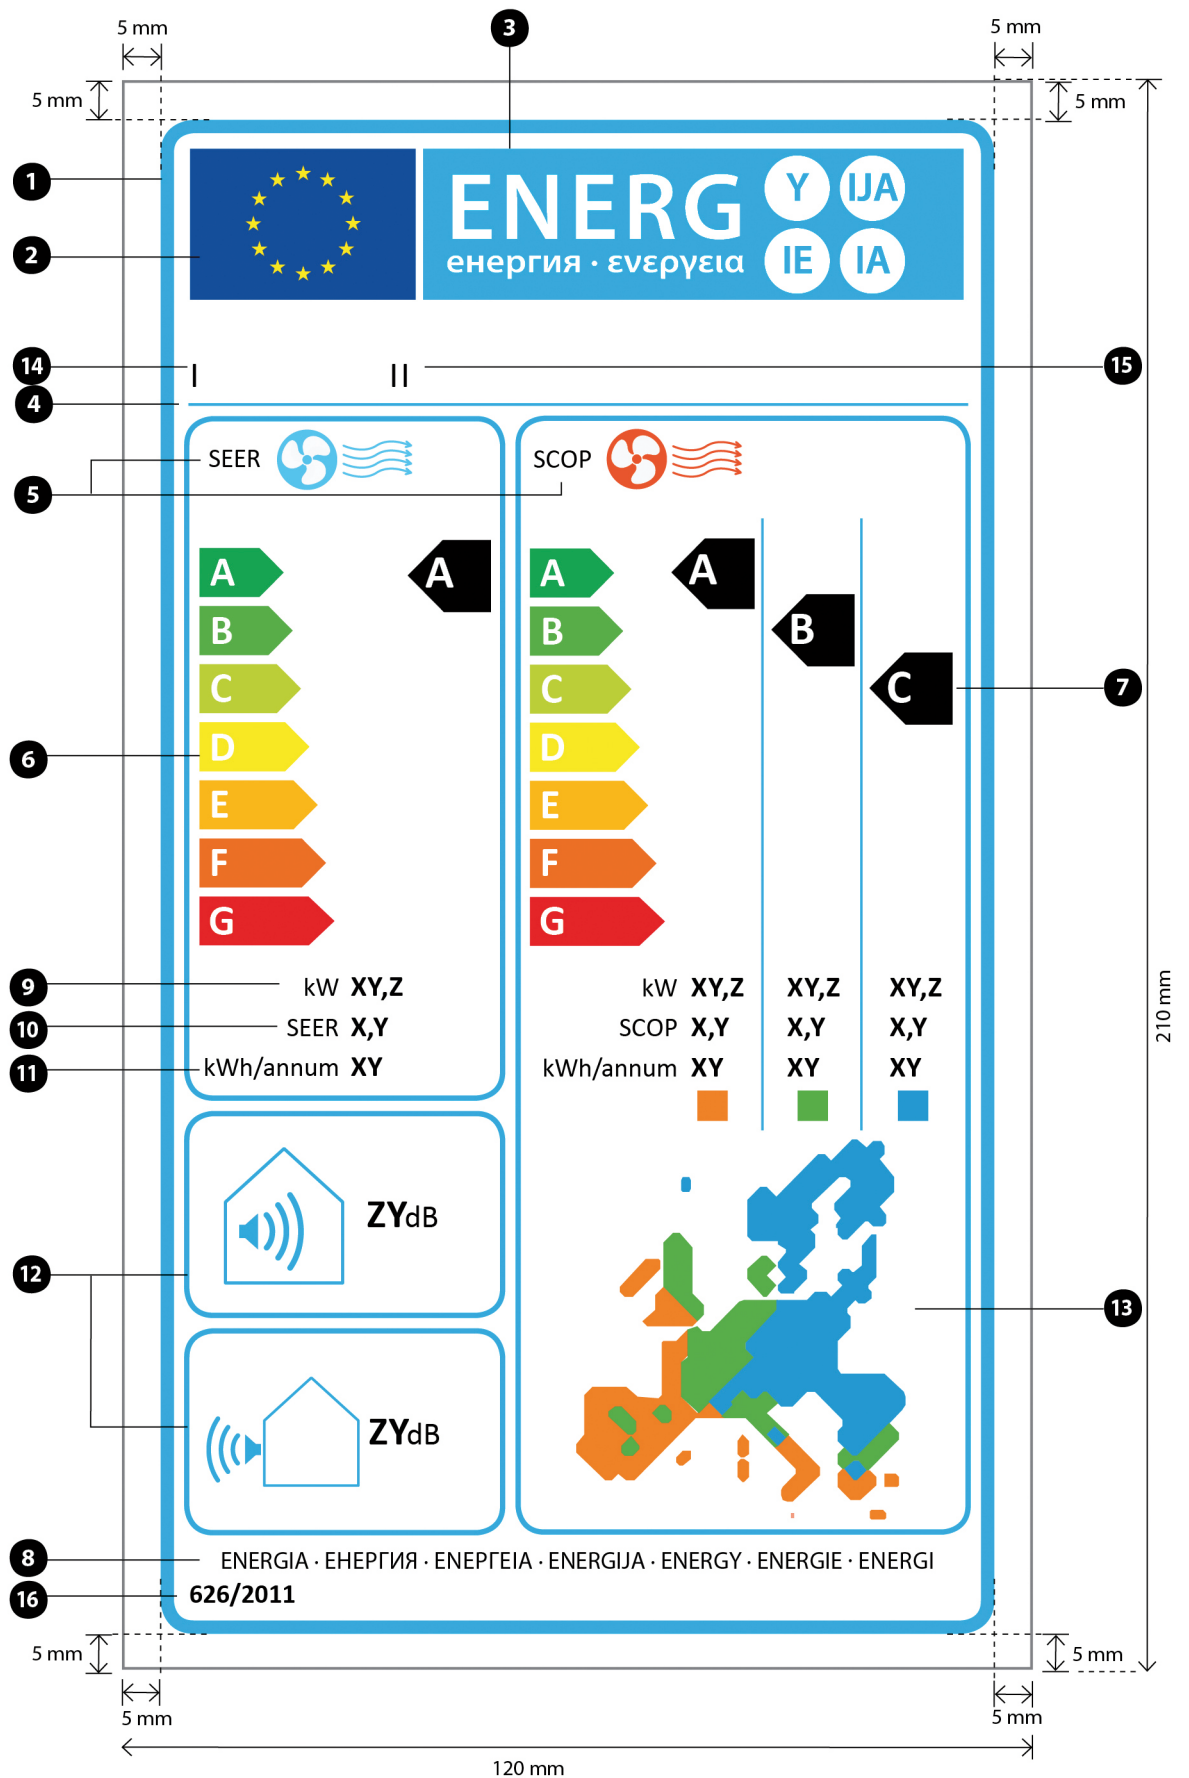 5 mm 3 5 mm
5 mm 5 mm
1 ENERG Y IJA
2 енергия · ενεργεια IE IA
14 I II 15
4
SEER SCOP
5
A A A A
B B B
C C C 7
6 D D
E E
F F
G G
9 kW XY,Z kW XY,Z XY,Z XY,Z
10 SEER X,Y SCOP X,Y X,Y X,Y
11 kWh/annum XY kWh/annum XY XY XY
210 mm
ZYdB
12
13
ZYdB
8 ENERGIA · ЕНЕРГИЯ · ΕΝΕΡΓΕΙΑ · ENERGIJA · ENERGY · ENERGIE · ENERGI
16 626/2011
5 mm 5 mm
5 mm 5 mm
120 mm